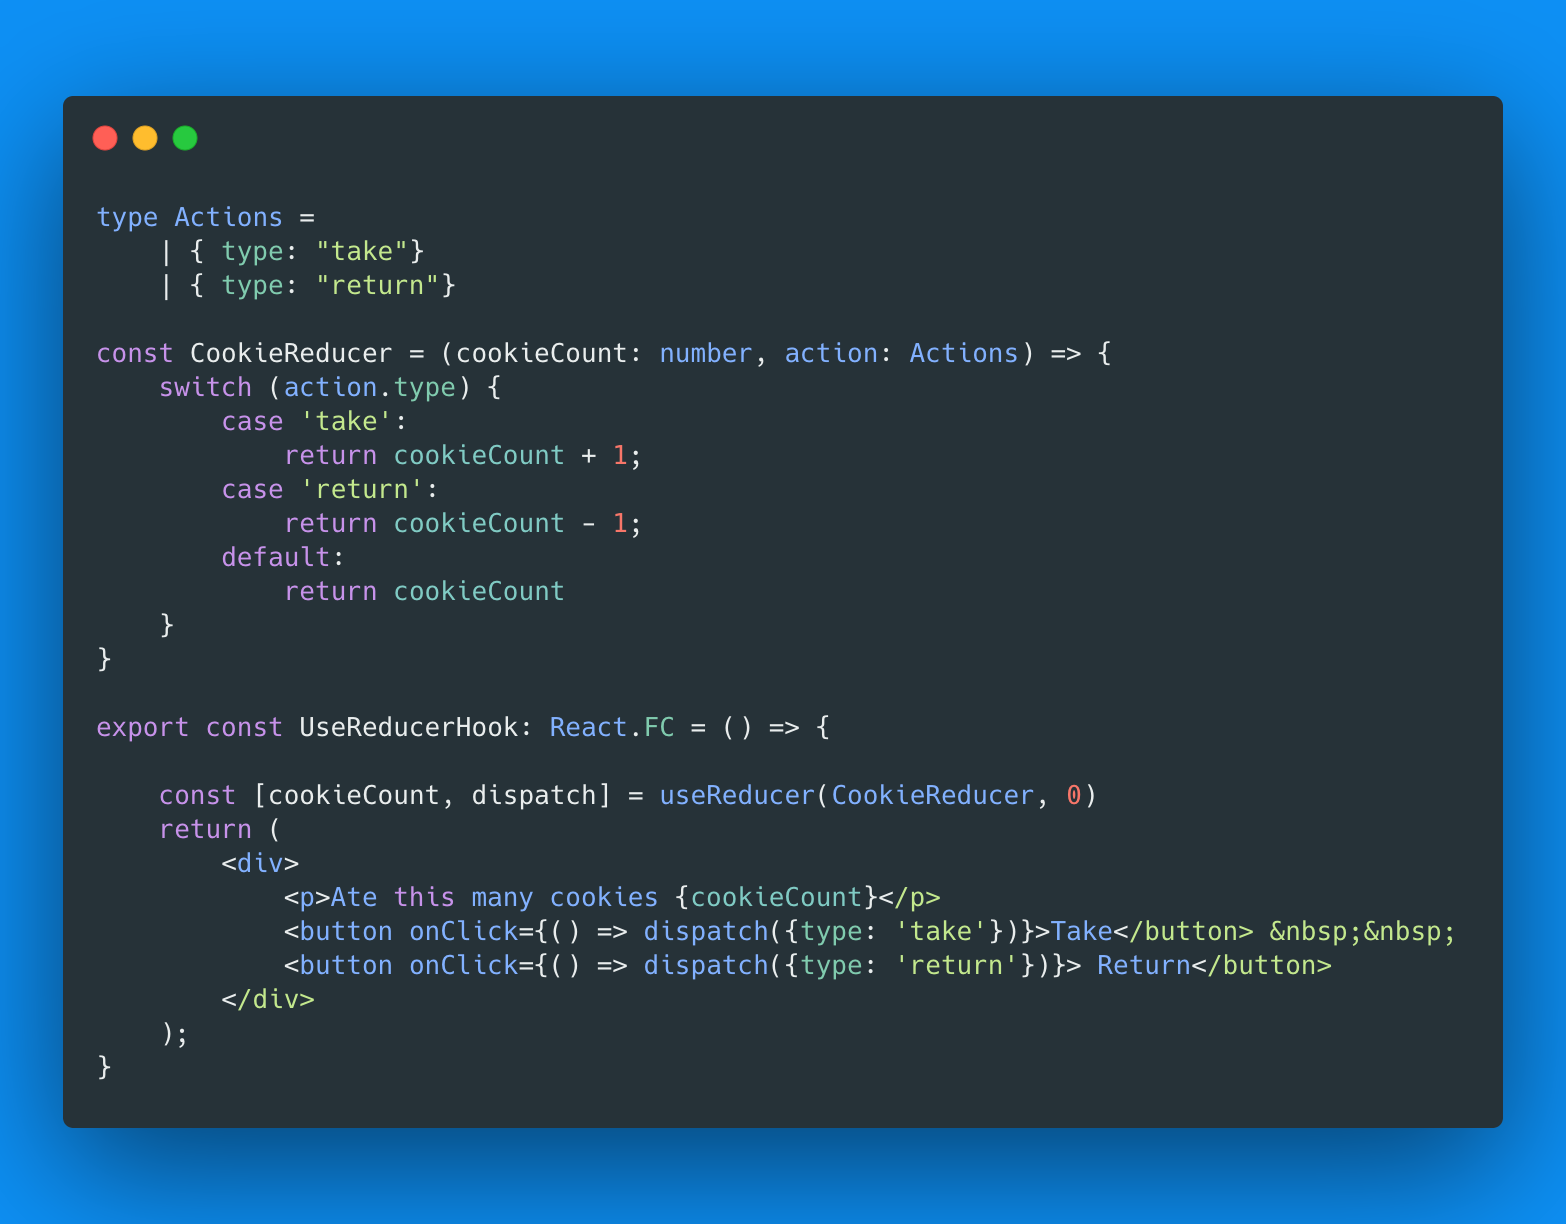 type Actions =
    | { type: "take"}
    | { type: "return"}

const CookieReducer = (cookieCount: number, action: Actions) => {
    switch (action.type) {
        case 'take':
            return cookieCount + 1;
        case 'return':
            return cookieCount - 1;
        default:
            return cookieCount
    }
}

export const UseReducerHook: React.FC = () => {

    const [cookieCount, dispatch] = useReducer(CookieReducer, 0)
    return (
        <div>
            <p>Ate this many cookies {cookieCount}</p>
            <button onClick={() => dispatch({type: 'take'})}>Take</button> &nbsp;&nbsp;
            <button onClick={() => dispatch({type: 'return'})}> Return</button>
        </div>
    );
}